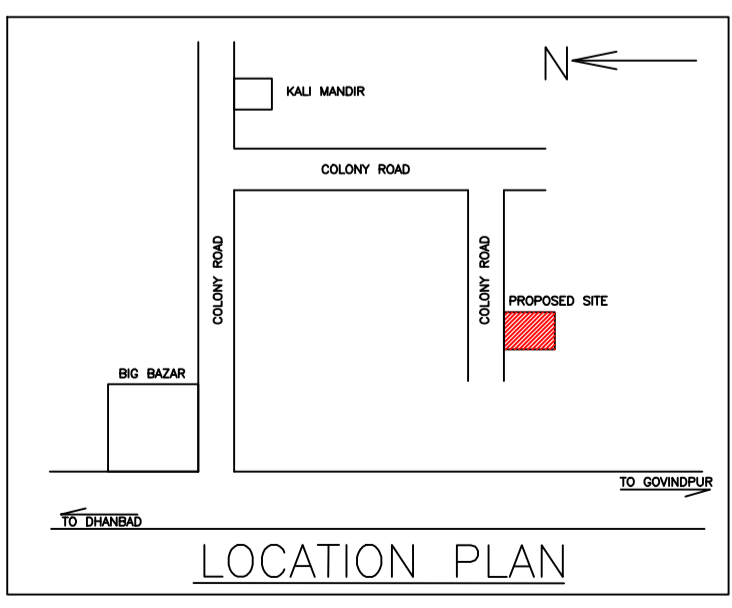 N
KALI MANDIR
COLONY ROAD
COLONY ROAD
COLONY ROAD
PROPOSED SITE
BIG BAZAR
TO GOVINDPUR
TO DHANBAD
LOCATION PLAN